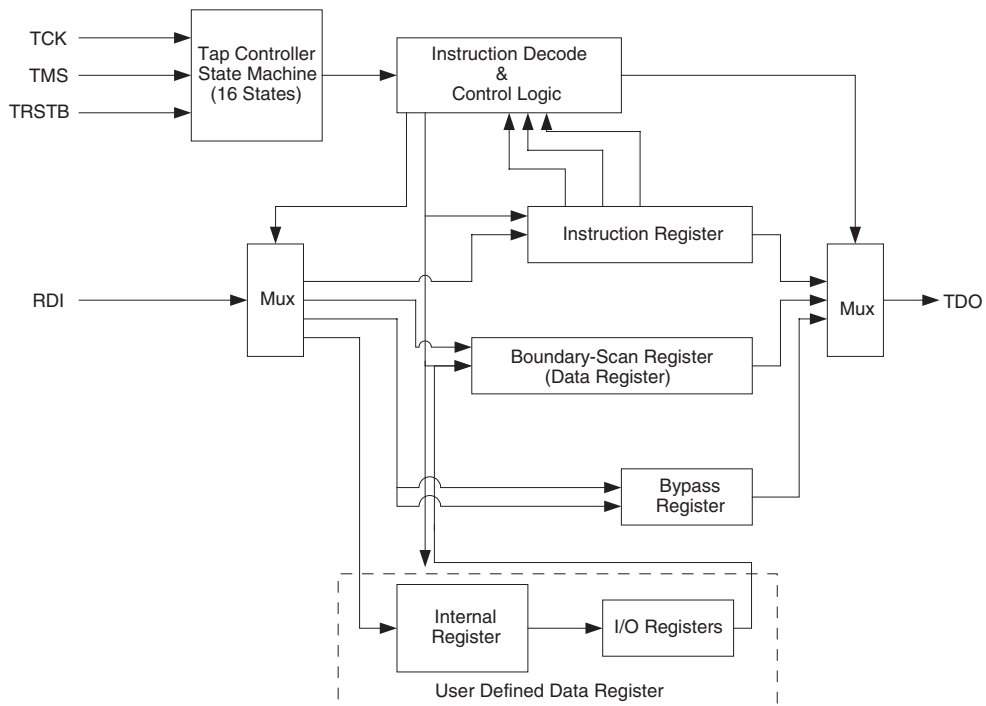 TCK
TMS
TRSTB
Tap Controller
State Machine
(16 States)
Instruction Decode
&
Control Logic
Instruction Register
RDI
Mux
Mux
TDO
Boundary-Scan Register
(Data Register)
Bypass
Register
Internal
Register
I/O Registers
User Defined Data Register